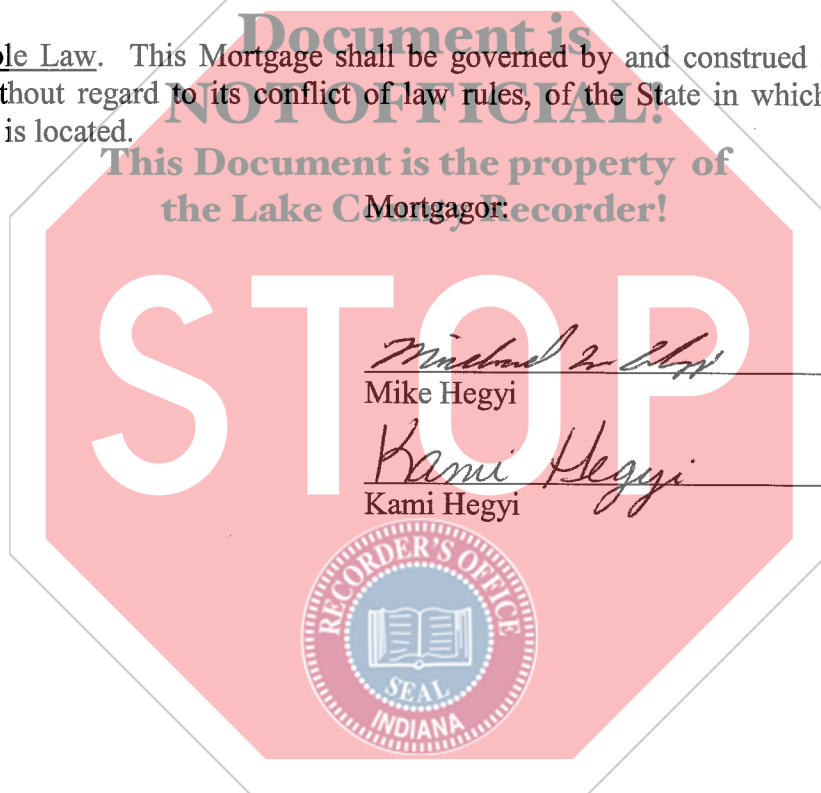 Document is
ole Law. This Mortgage shall be governed by and construed
thout regard to its conflict of law rules, of the State in which
NOT OFFICIAL!
is located.
This Document is the property of
the Lake County Recorder!
Mortgagor:
STOP
Mike Hegyi
Kami Hegyi
Kami Hegyi
RECORDER'S OFFICE
SEAL
INDIANA